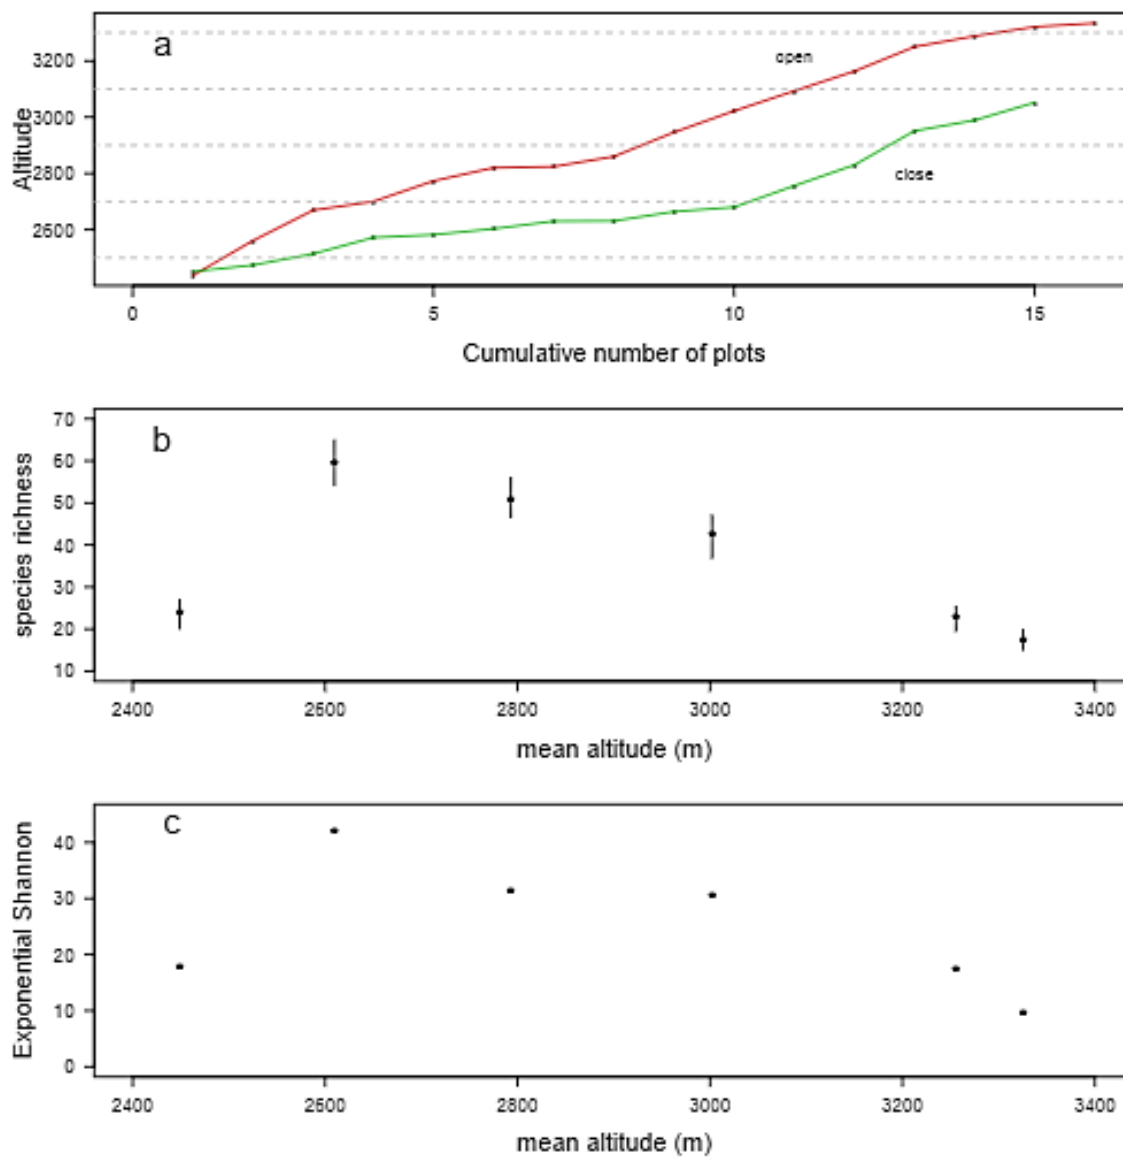 a
open
close
3200
3000
2800
2600
Altitude
0 5 10 15
Cumulative number of plots
b
70
60
50
40
30
20
10
species richness
2400 2600 2800 3000 3200 3400
mean altitude (m)
c
40
30
20
10
0
Exponential Shannon
2400 2600 2800 3000 3200 3400
mean altitude (m)